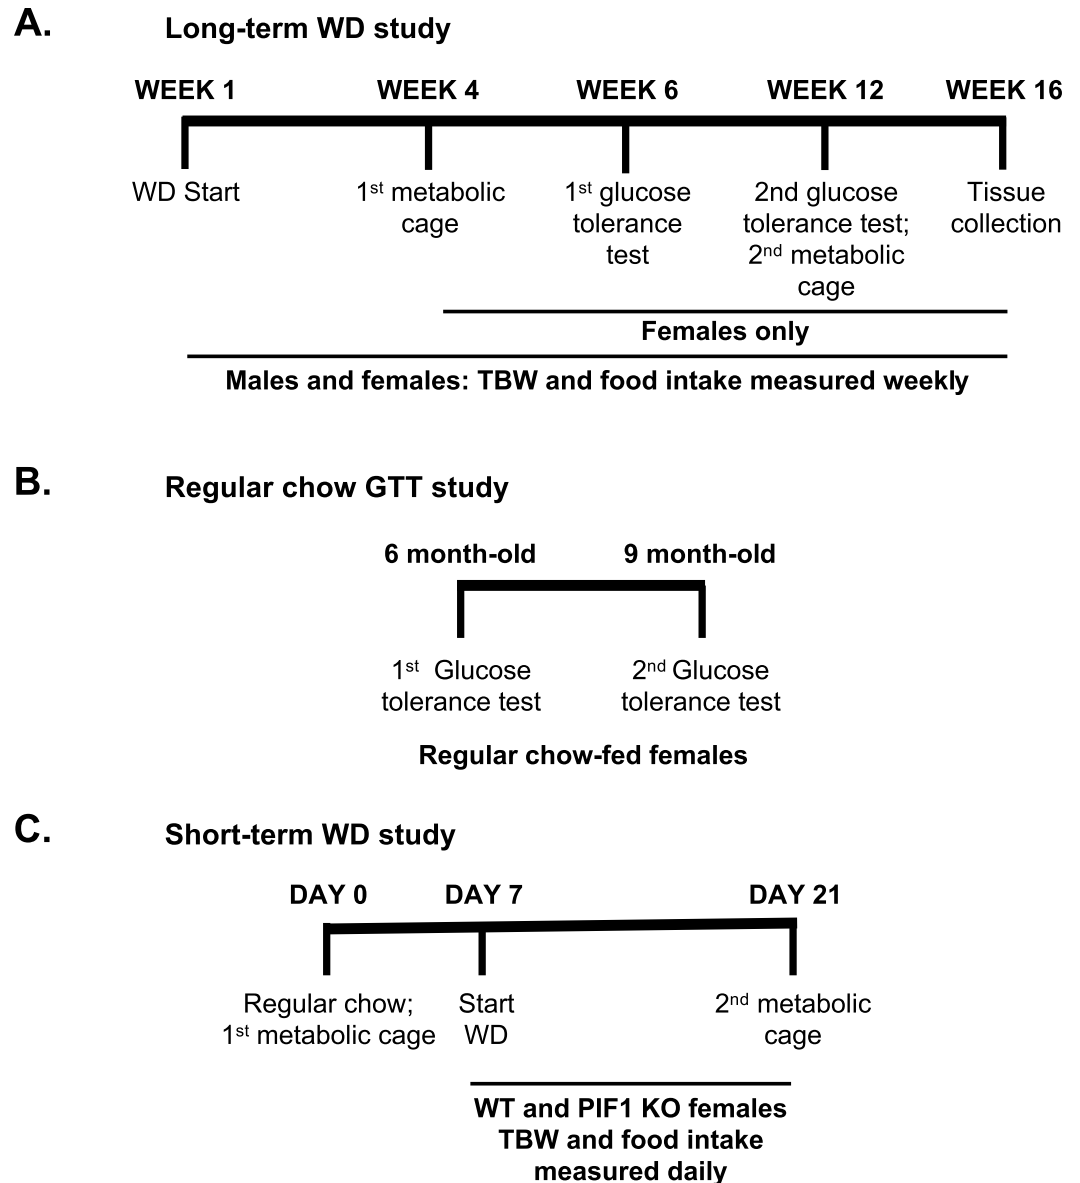 A.
Long-term WD study
WEEK 1 WEEK 4 WEEK 6 WEEK 12 WEEK 16
WD Start
1st metabolic
cage
1st glucose
tolerance
test
2nd glucose
tolerance test;
2nd metabolic
cage
Tissue
collection
Females only
Males and females: TBW and food intake measured weekly
B.
Regular chow GTT study
6 month-old 9 month-old
1st Glucose
tolerance test
2nd Glucose
tolerance test
Regular chow-fed females
C.
Short-term WD study
DAY 0 DAY 7 DAY 21
Regular chow;
1st metabolic cage
Start
WD
2nd metabolic
cage
WT and PIF1 KO females
TBW and food intake
measured daily